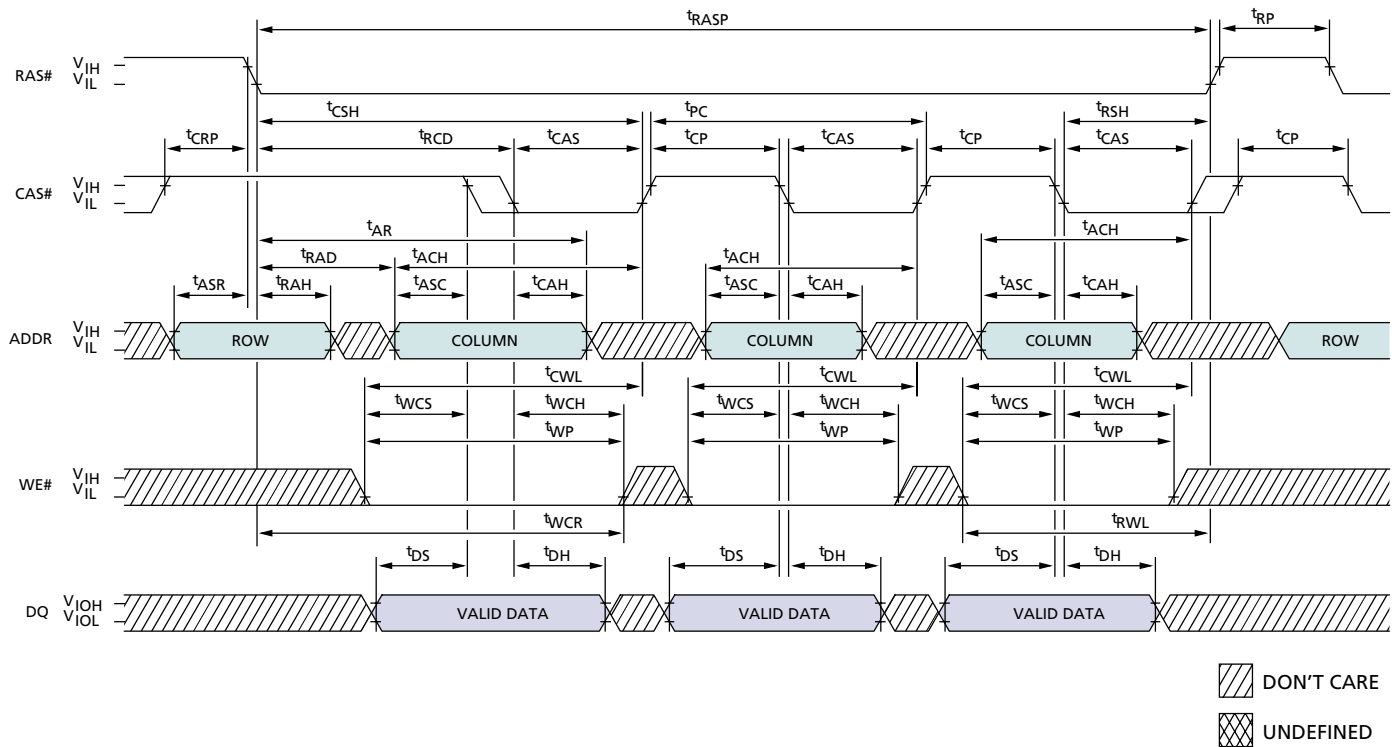 tRASP tRP
RAS# VIH
VIL
tCSH tPC tRSH
tCRP tRCD tCAS tCP tCAS tCP tCAS tCP
CAS# VIH
VIL
tAR tACH
tRAD tACH tACH
tASR tRAH tASC tCAH tASC tCAH tASC tCAH
ADDR VIH
VIL
ROW COLUMN COLUMN COLUMN ROW
tCWL tCWL tCWL
tWCS tWCH tWCS tWCH tWCS tWCH
tWP tWP tWP
WE# VIH
VIL
tWCR tRWL
tDS tDH tDS tDH tDS tDH
DQ VIOH
VIOL
VALID DATA VALID DATA VALID DATA
DON'T CARE
UNDEFINED